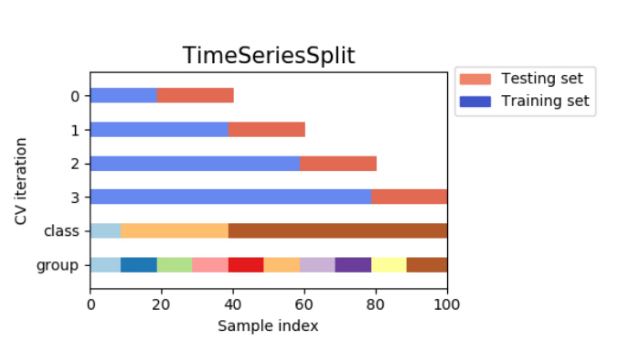 TimeSeriesSplit
Testing set
Training set
CV iteration
0
1
2
3
class
group
0 20 40 60 80 100
Sample index